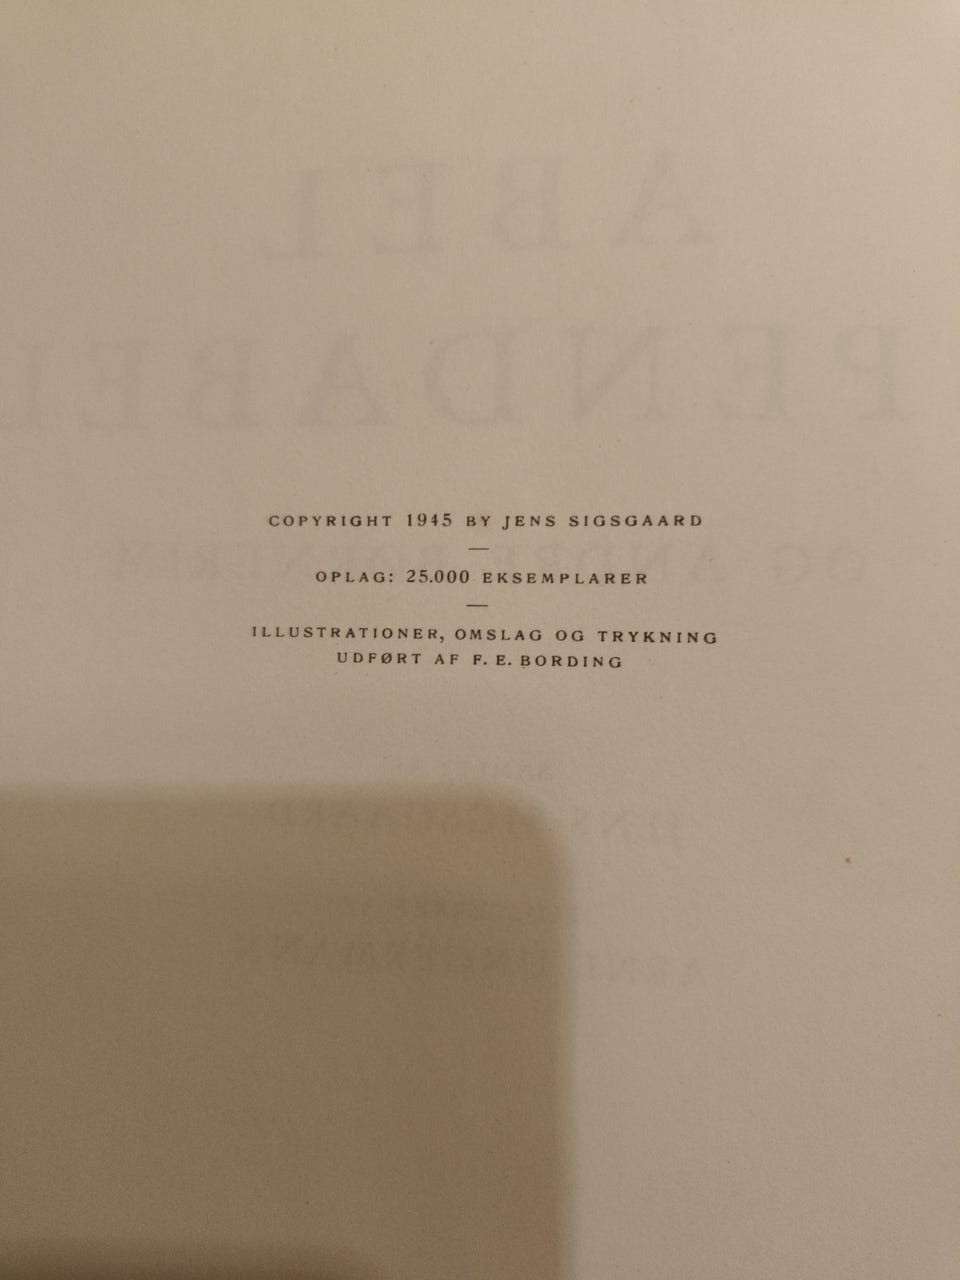 COPYRIGHT 1945 BY JENS SIGSGAARD
—
OPLAG: 25.000 EKSEMPLARER
—
ILLUSTRATIONER, OMSLAG OG TRYKNING
UDFØRT AF F. E. BORDING